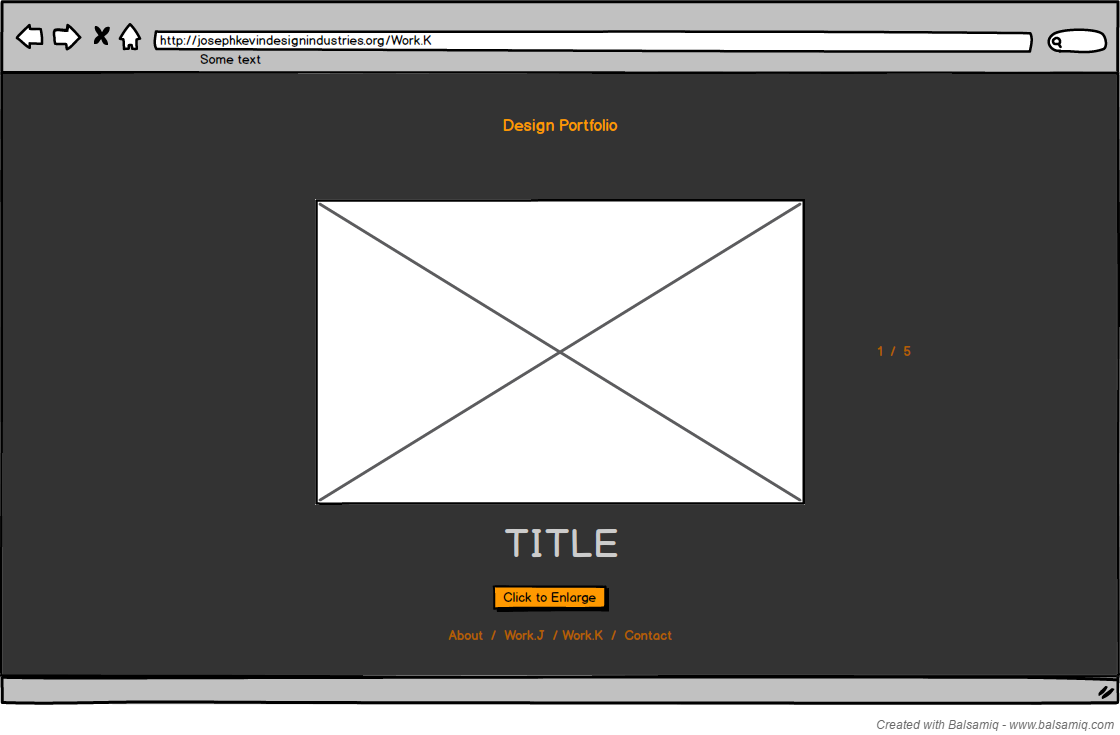 http://josephkevindesignindustries.org/Work.K
Some text
Design Portfolio
1 / 5
TITLE
Click to Enlarge
About / Work.J / Work.K / Contact
Created with Balsamiq - www.balsamiq.com